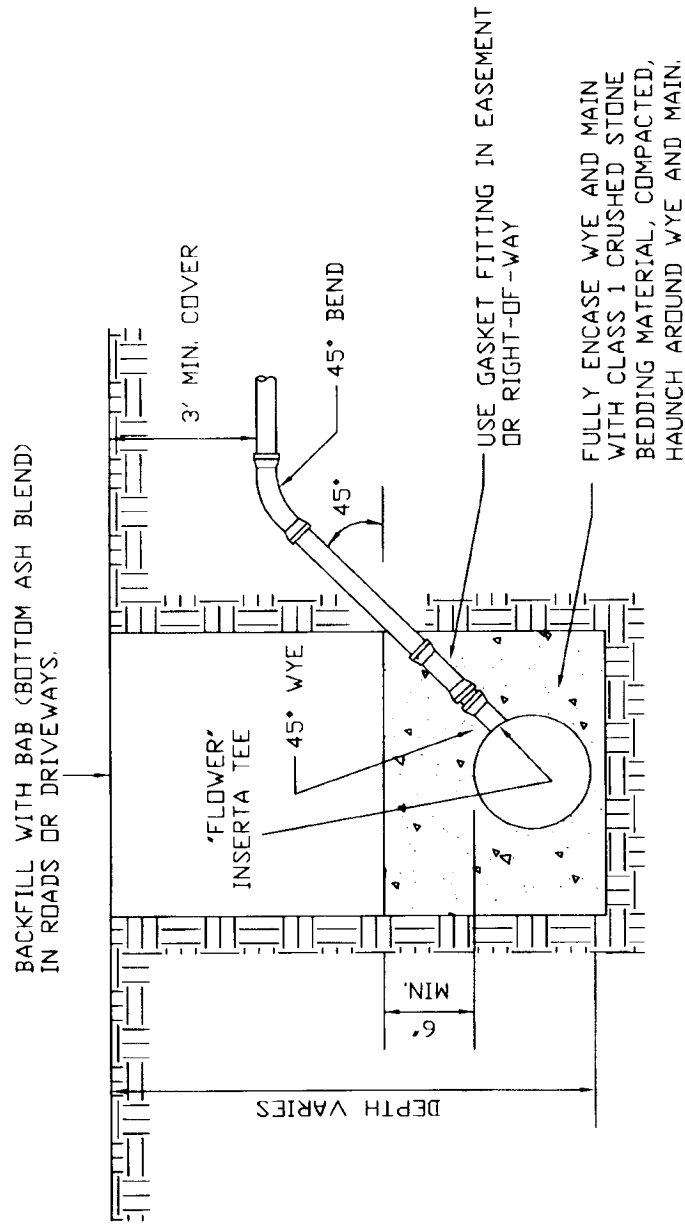 BACKFILL WITH BAB (BOTTOM ASH BLEND)
IN ROADS OR DRIVEWAYS.
3' MIN. COVER
45° BEND
45°
"FLOWER"
INSERTA TEE
45° WYE
USE GASKET FITTING IN EASEMENT
OR RIGHT-OF-WAY
6"
MIN.
DEPTH VARIES
FULLY ENCASE WYE AND MAIN
WITH CLASS 1 CRUSHED STONE
BEDDING MATERIAL, COMPACTED,
HAUNCH AROUND WYE AND MAIN.